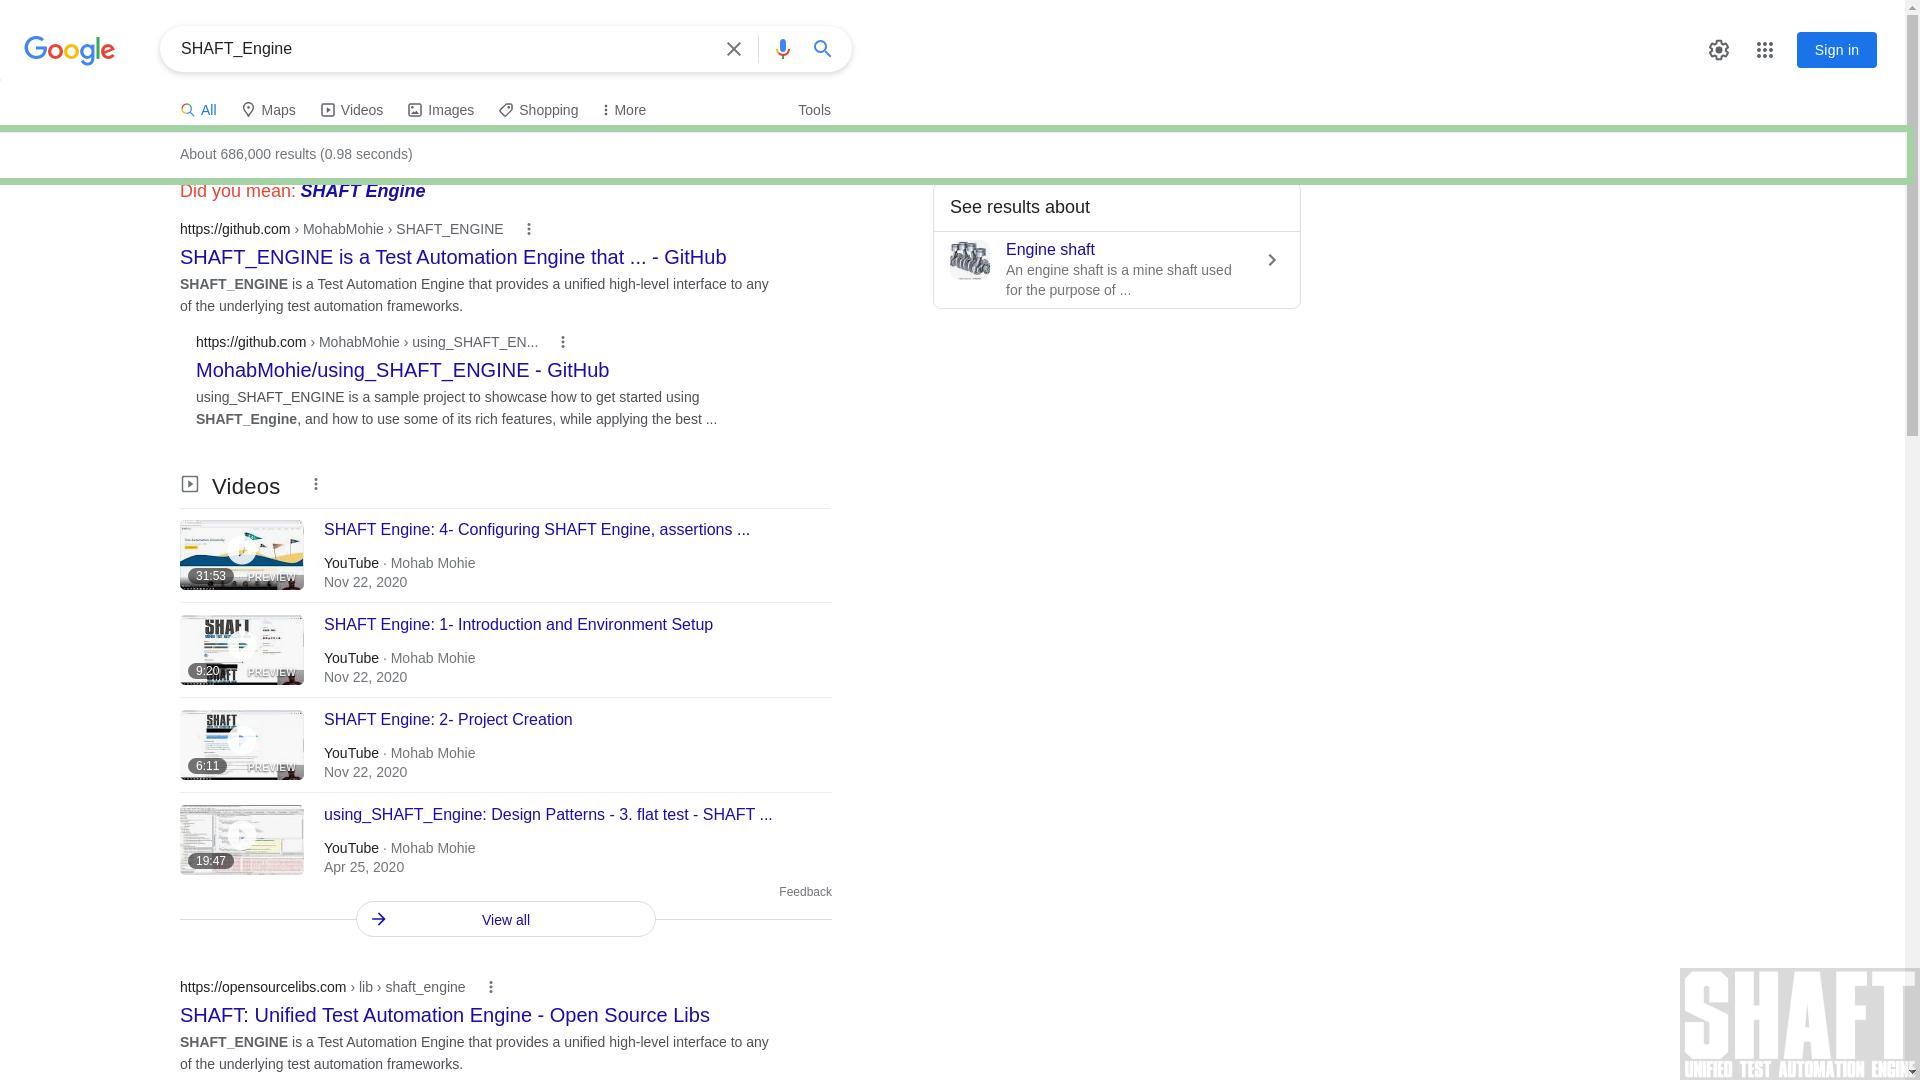 Google
SHAFT_Engine
Sign in
All
Maps
Videos
Images
Shopping
More
Tools
About 686,000 results (0.98 seconds)
Did you mean: SHAFT Engine
https://github.com › MohabMohie › SHAFT_ENGINE
SHAFT_ENGINE is a Test Automation Engine that ... - GitHub
SHAFT_ENGINE is a Test Automation Engine that provides a unified high-level interface to any
of the underlying test automation frameworks.
https://github.com › MohabMohie › using_SHAFT_EN...
MohabMohie/using_SHAFT_ENGINE - GitHub
using_SHAFT_ENGINE is a sample project to showcase how to get started using
SHAFT_Engine, and how to use some of its rich features, while applying the best ...
See results about
Engine shaft
An engine shaft is a mine shaft used
for the purpose of ...
Videos
SHAFT Engine: 4- Configuring SHAFT Engine, assertions ...
YouTube · Mohab Mohie
Nov 22, 2020
31:53
PREVIEW
SHAFT Engine: 1- Introduction and Environment Setup
YouTube · Mohab Mohie
Nov 22, 2020
SHAFT
9:20
PREVIEW
SHAFT
SHAFT Engine: 2- Project Creation
YouTube · Mohab Mohie
Nov 22, 2020
SHAFT
6:11
PREVIEW
using_SHAFT_Engine: Design Patterns - 3. flat test - SHAFT ...
YouTube · Mohab Mohie
Apr 25, 2020
19:47
Feedback
View all
https://opensourcelibs.com › lib › shaft_engine
SHAFT: Unified Test Automation Engine - Open Source Libs
SHAFT_ENGINE is a Test Automation Engine that provides a unified high-level interface to any
of the underlying test automation frameworks.
SHAFT
UNIFIED TEST AUTOMATION ENGINE